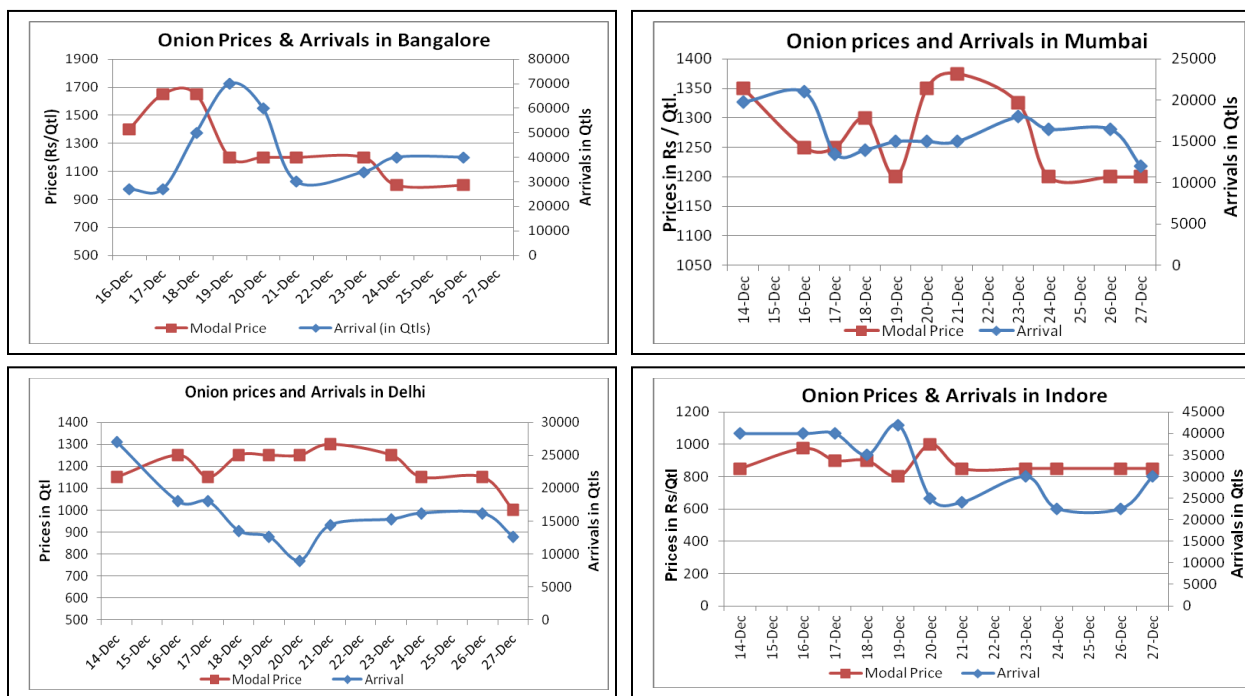 Onion Prices & Arrivals in Bangalore
Prices (Rs/Qtl)
1900
1700
1500
1300
1100
900
700
500
80000
70000
60000
50000
40000
30000
20000
10000
0
Arrivals in Qtls
16-Dec
17-Dec
18-Dec
19-Dec
20-Dec
21-Dec
22-Dec
23-Dec
24-Dec
25-Dec
26-Dec
27-Dec
Modal Price
Arrival (in Qtls)
Onion prices and Arrivals in Mumbai
Prices in Rs / Qtl.
1400
1350
1300
1250
1200
1150
1100
1050
25000
20000
15000
10000
5000
0
Arrivals in Qtls
14-Dec
15-Dec
16-Dec
17-Dec
18-Dec
19-Dec
20-Dec
21-Dec
22-Dec
23-Dec
24-Dec
25-Dec
26-Dec
27-Dec
Modal Price
Arrival
Onion prices and Arrivals in Delhi
Prices in Qtl
1400
1300
1200
1100
1000
900
800
700
600
500
30000
25000
20000
15000
10000
5000
0
Arrivals in Qtls
14-Dec
15-Dec
16-Dec
17-Dec
18-Dec
19-Dec
20-Dec
21-Dec
22-Dec
23-Dec
24-Dec
25-Dec
26-Dec
27-Dec
Modal Price
Arrival
Onion Prices & Arrivals in Indore
Prices in Rs/Qtl
1200
1000
800
600
400
200
0
45000
40000
35000
30000
25000
20000
15000
10000
5000
0
Arrivals in Qtls
14-Dec
15-Dec
16-Dec
17-Dec
18-Dec
19-Dec
20-Dec
21-Dec
22-Dec
23-Dec
24-Dec
25-Dec
26-Dec
27-Dec
Modal Price
Arrival